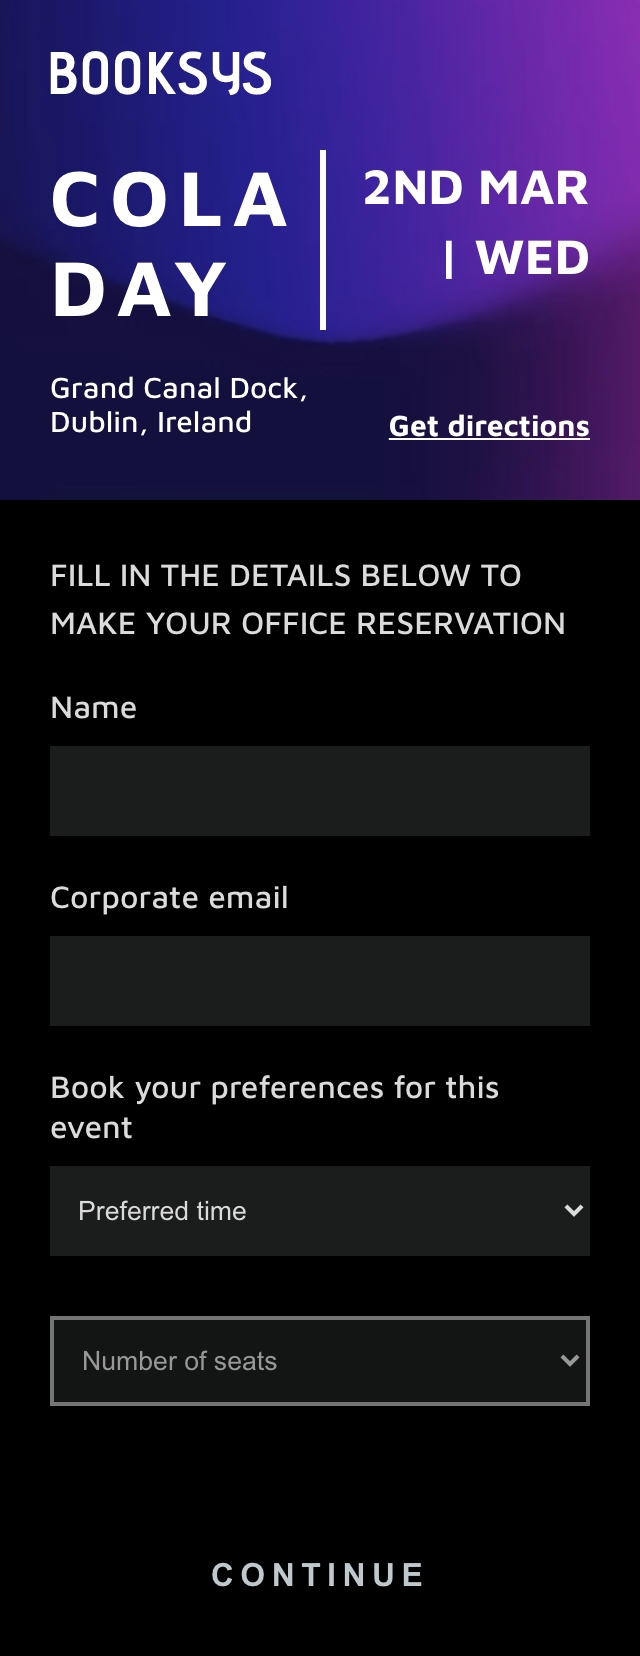 BOOKSYS
COLA
DAY
2ND MAR
| WED
Grand Canal Dock,
Dublin, Ireland
Get directions
FILL IN THE DETAILS BELOW TO
MAKE YOUR OFFICE RESERVATION
Name
Corporate email
Book your preferences for this
event
Preferred time
Number of seats
CONTINUE